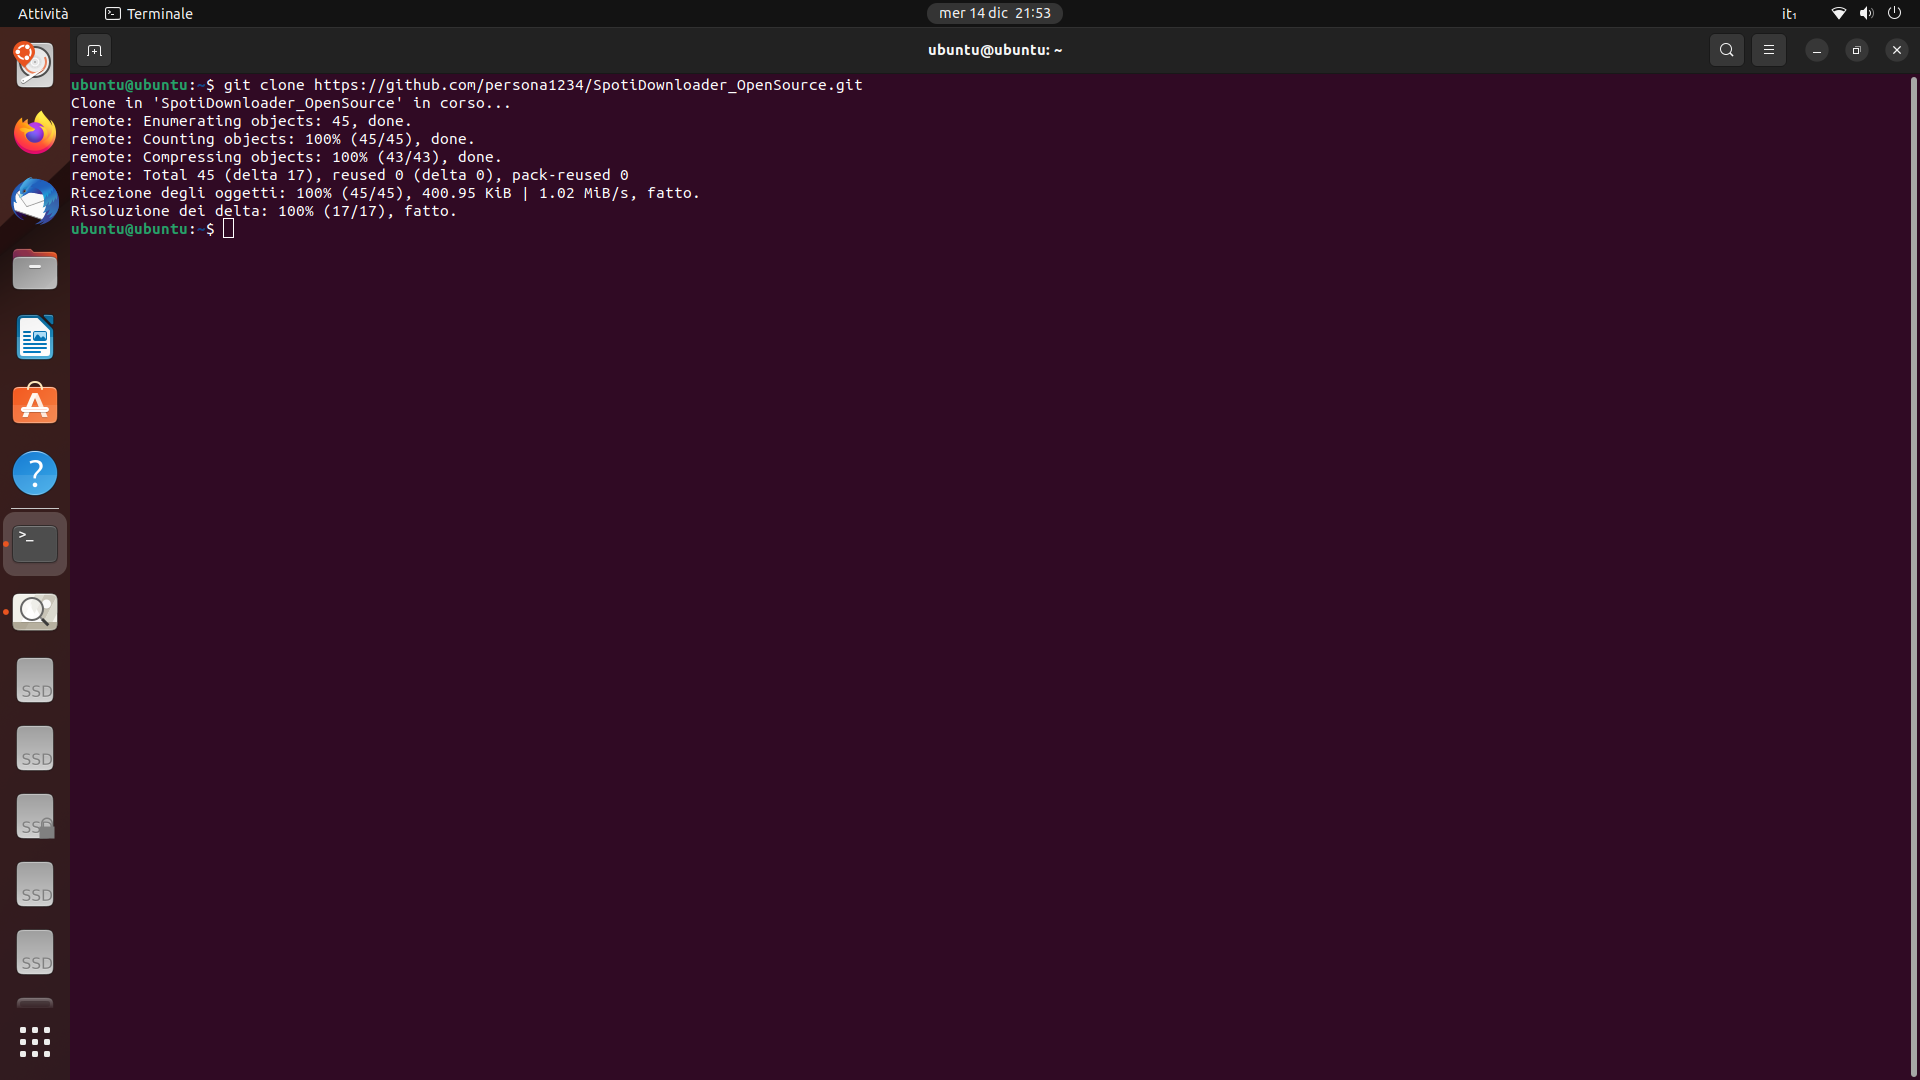 Attività
Terminale
mer 14 dic 21:53
it₁
ubuntu@ubuntu: ~
ubuntu@ubuntu:~$ git clone https://github.com/persona1234/SpotiDownloader_OpenSource.git
Clone in 'SpotiDownloader_OpenSource' in corso...
remote: Enumerating objects: 45, done.
remote: Counting objects: 100% (45/45), done.
remote: Compressing objects: 100% (43/43), done.
remote: Total 45 (delta 17), reused 0 (delta 0), pack-reused 0
Ricezione degli oggetti: 100% (45/45), 400.95 KiB | 1.02 MiB/s, fatto.
Risoluzione dei delta: 100% (17/17), fatto.
ubuntu@ubuntu:~$
>_
SSD
SSD
SSD
SSD
SSD